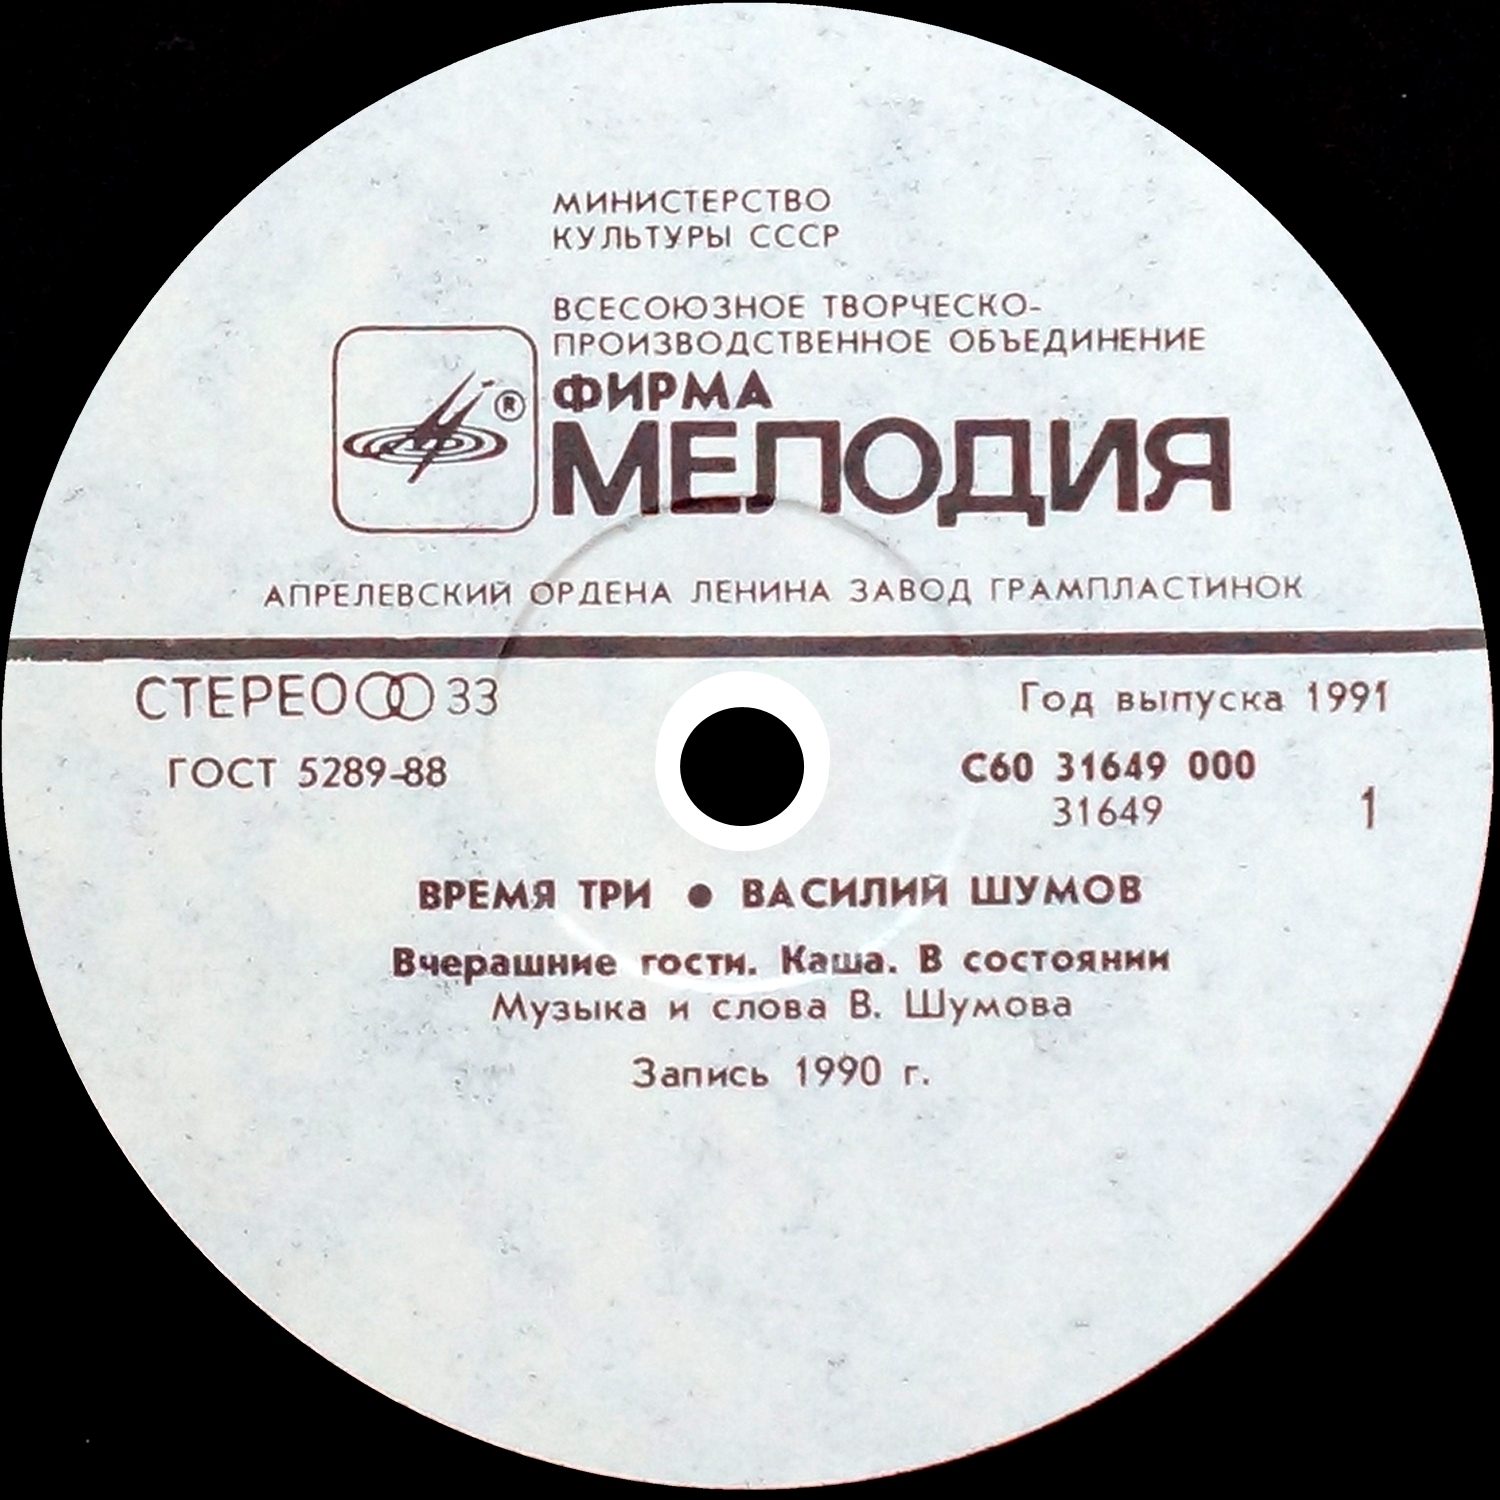 МИНИСТЕРСТВО
КУЛЬТУРЫ СССР
ВСЕСОЮЗНОЕ ТВОРЧЕСКО-
ПРОИЗВОДСТВЕННОЕ ОБЪЕДИНЕНИЕ
ФИРМА
МЕЛОДИЯ
®
АПРЕЛЕВСКИЙ ОРДЕНА ЛЕНИНА ЗАВОД ГРАМПЛАСТИНОК
СТЕРЕО 33
Год выпуска 1991
ГОСТ 5289-88
С60 31649 000
31649
1
ВРЕМЯ ТРИ ● ВАСИЛИЙ ШУМОВ
Вчерашние гости. Каша. В состоянии
Музыка и слова В. Шумова
Запись 1990 г.